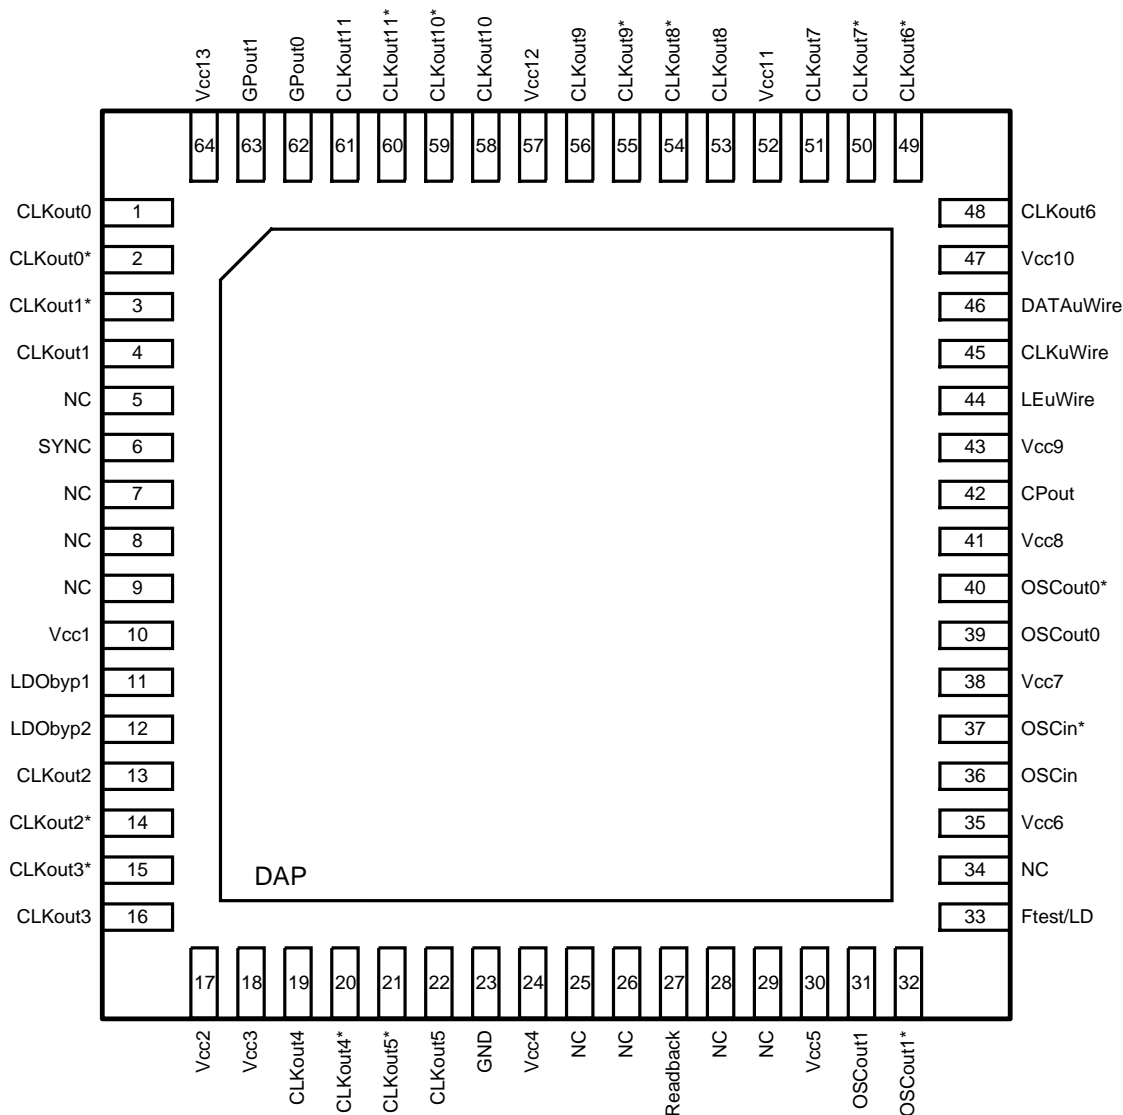 Vcc13
GPout1
GPout0
CLKout11
CLKout11*
CLKout10*
CLKout10
Vcc12
CLKout9
CLKout9*
CLKout8*
CLKout8
Vcc11
CLKout7
CLKout7*
CLKout6*
64 63 62 61 60 59 58 57 56 55 54 53 52 51 50 49
CLKout0 1 48 CLKout6
CLKout0* 2 47 Vcc10
CLKout1* 3 46 DATAuWire
CLKout1 4 45 CLKuWire
NC 5 44 LEuWire
SYNC 6 43 Vcc9
NC 7 42 CPout
NC 8 41 Vcc8
NC 9 40 OSCout0*
Vcc1 10 39 OSCout0
LDObyp1 11 38 Vcc7
LDObyp2 12 37 OSCin*
CLKout2 13 36 OSCin
CLKout2* 14 35 Vcc6
CLKout3* 15 DAP 34 NC
CLKout3 16 33 Ftest/LD
17 18 19 20 21 22 23 24 25 26 27 28 29 30 31 32
Vcc2
Vcc3
CLKout4
CLKout4*
CLKout5*
CLKout5
GND
Vcc4
NC
NC
Readback
NC
NC
Vcc5
OSCout1
OSCout1*